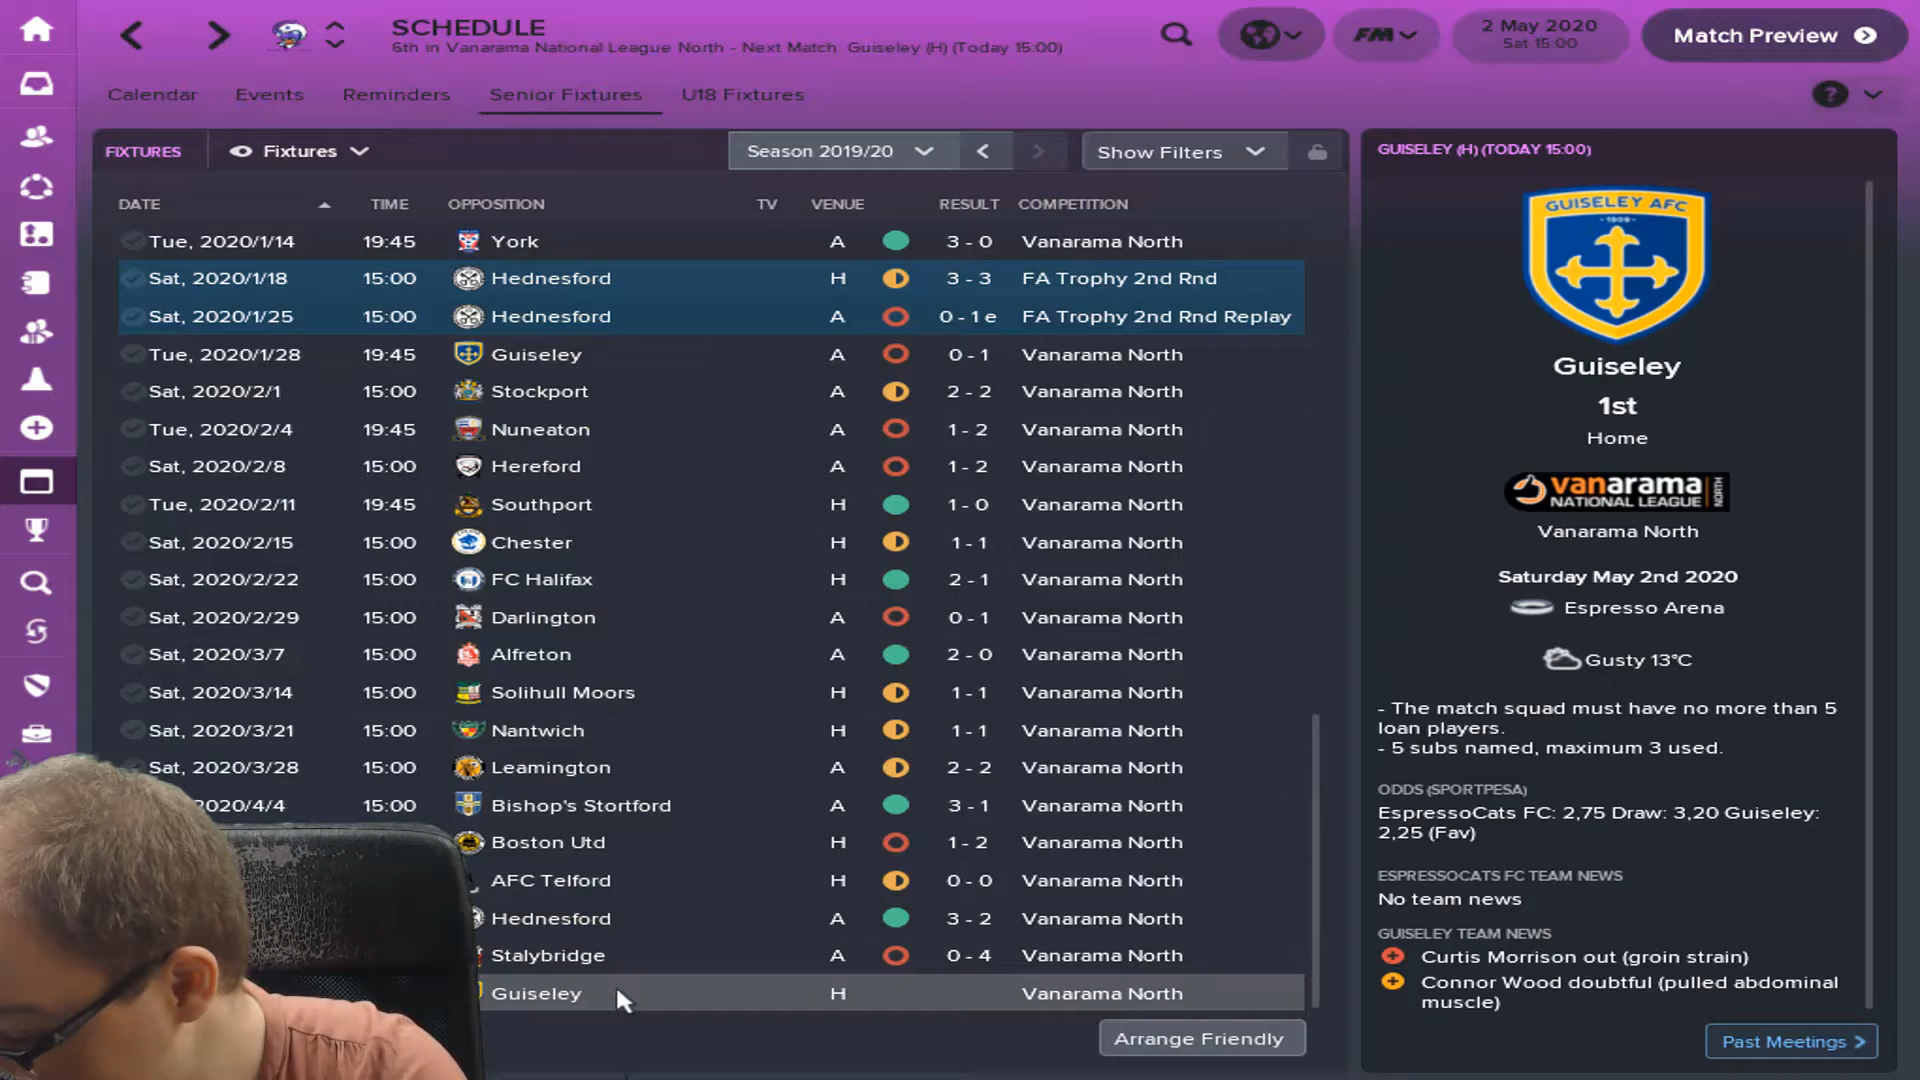 SCHEDULE
6th in Vanarama National League North - Next Match: Guiseley (H) (Today 15:00)
FM
2 May 2020
Sat 15:00
Match Preview
Calendar
Events
Reminders
Senior Fixtures
U18 Fixtures
?
FIXTURES
Fixtures
Season 2019/20
Show Filters
DATE TIME OPPOSITION TV VENUE RESULT COMPETITION
Tue, 2020/1/14 19:45 York A 3 - 0 Vanarama North
Sat, 2020/1/18 15:00 Hednesford H 3 - 3 FA Trophy 2nd Rnd
Sat, 2020/1/25 15:00 Hednesford A 0 - 1 e FA Trophy 2nd Rnd Replay
Tue, 2020/1/28 19:45 Guiseley A 0 - 1 Vanarama North
Sat, 2020/2/1 15:00 Stockport A 2 - 2 Vanarama North
Tue, 2020/2/4 19:45 Nuneaton A 1 - 2 Vanarama North
Sat, 2020/2/8 15:00 Hereford A 1 - 2 Vanarama North
Tue, 2020/2/11 19:45 Southport H 1 - 0 Vanarama North
Sat, 2020/2/15 15:00 Chester H 1 - 1 Vanarama North
Sat, 2020/2/22 15:00 FC Halifax H 2 - 1 Vanarama North
Sat, 2020/2/29 15:00 Darlington A 0 - 1 Vanarama North
Sat, 2020/3/7 15:00 Alfreton A 2 - 0 Vanarama North
Sat, 2020/3/14 15:00 Solihull Moors H 1 - 1 Vanarama North
Sat, 2020/3/21 15:00 Nantwich H 1 - 1 Vanarama North
Sat, 2020/3/28 15:00 Leamington A 2 - 2 Vanarama North
2020/4/4 15:00 Bishop's Stortford A 3 - 1 Vanarama North
Boston Utd H 1 - 2 Vanarama North
AFC Telford H 0 - 0 Vanarama North
Hednesford A 3 - 2 Vanarama North
Stalybridge A 0 - 4 Vanarama North
Guiseley H Vanarama North
Arrange Friendly
GUISELEY (H) (TODAY 15:00)
GUISELEY AFC
1909
Guiseley
1st
Home
vanarama
NATIONAL LEAGUE
NORTH
Vanarama North
Saturday May 2nd 2020
Espresso Arena
Gusty 13°C
- The match squad must have no more than 5
loan players.
- 5 subs named, maximum 3 used.
ODDS (SPORTPESA)
EspressoCats FC: 2,75 Draw: 3,20 Guiseley:
2,25 (Fav)
ESPRESSOCATS FC TEAM NEWS
No team news
GUISELEY TEAM NEWS
Curtis Morrison out (groin strain)
Connor Wood doubtful (pulled abdominal
muscle)
Past Meetings